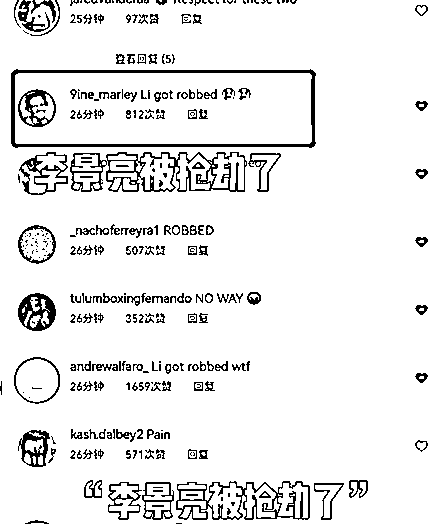 jaredvanderaa Respect for these two
25分钟 97次赞 回复
查看回复 (5)
9ine_marley Li got robbed
26分钟 812次赞 回复
李景亮被抢劫了
_nachoferreyra1 ROBBED
26分钟 507次赞 回复
tulumboxingfernando NO WAY
26分钟 352次赞 回复
andrewalfaro_ Li got robbed wtf
26分钟 1659次赞 回复
kash.dalbey2 Pain
26分钟 571次赞 回复
“李景亮被抢劫了”